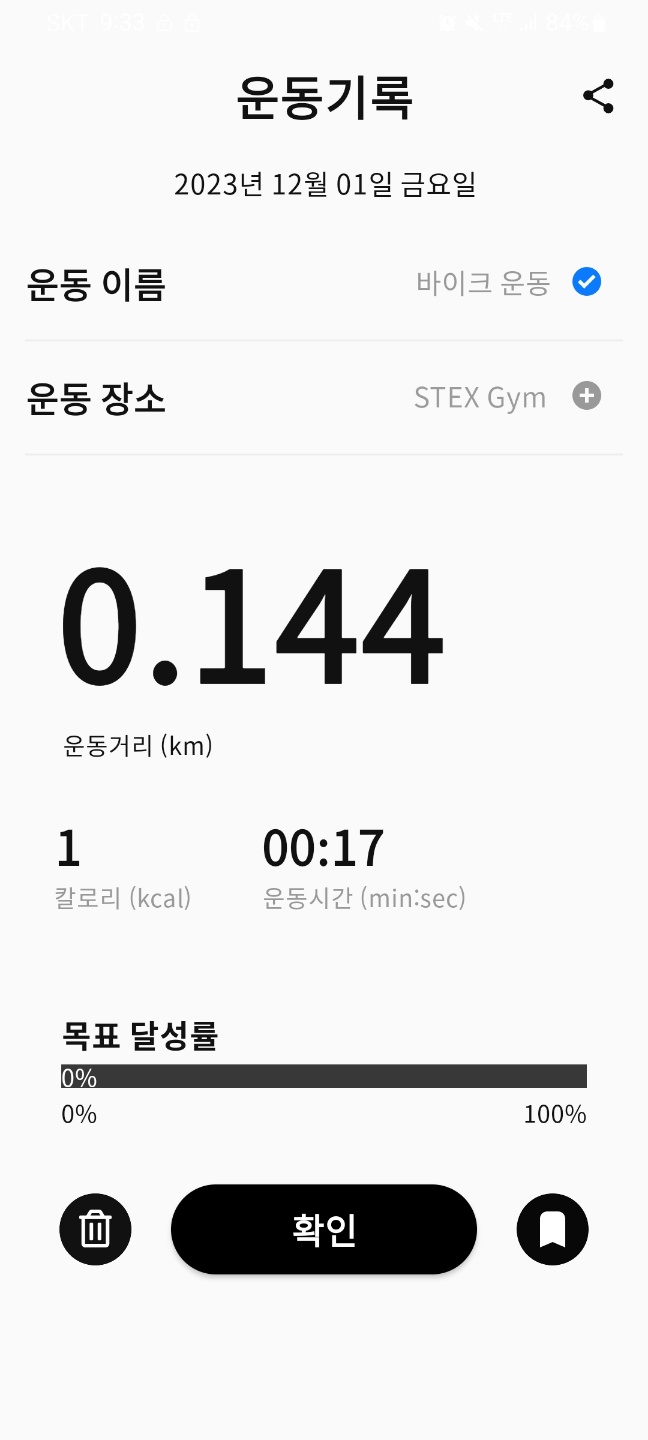 SKT 9:38 84%
운동기록
2023년 12월 01일 금요일
운동 이름 바이크 운동
운동 장소 STEX Gym
0.144
운동거리 (km)
1 00:17
칼로리 (kcal) 운동시간 (min:sec)
목표 달성률
0%
0% 100%
확인